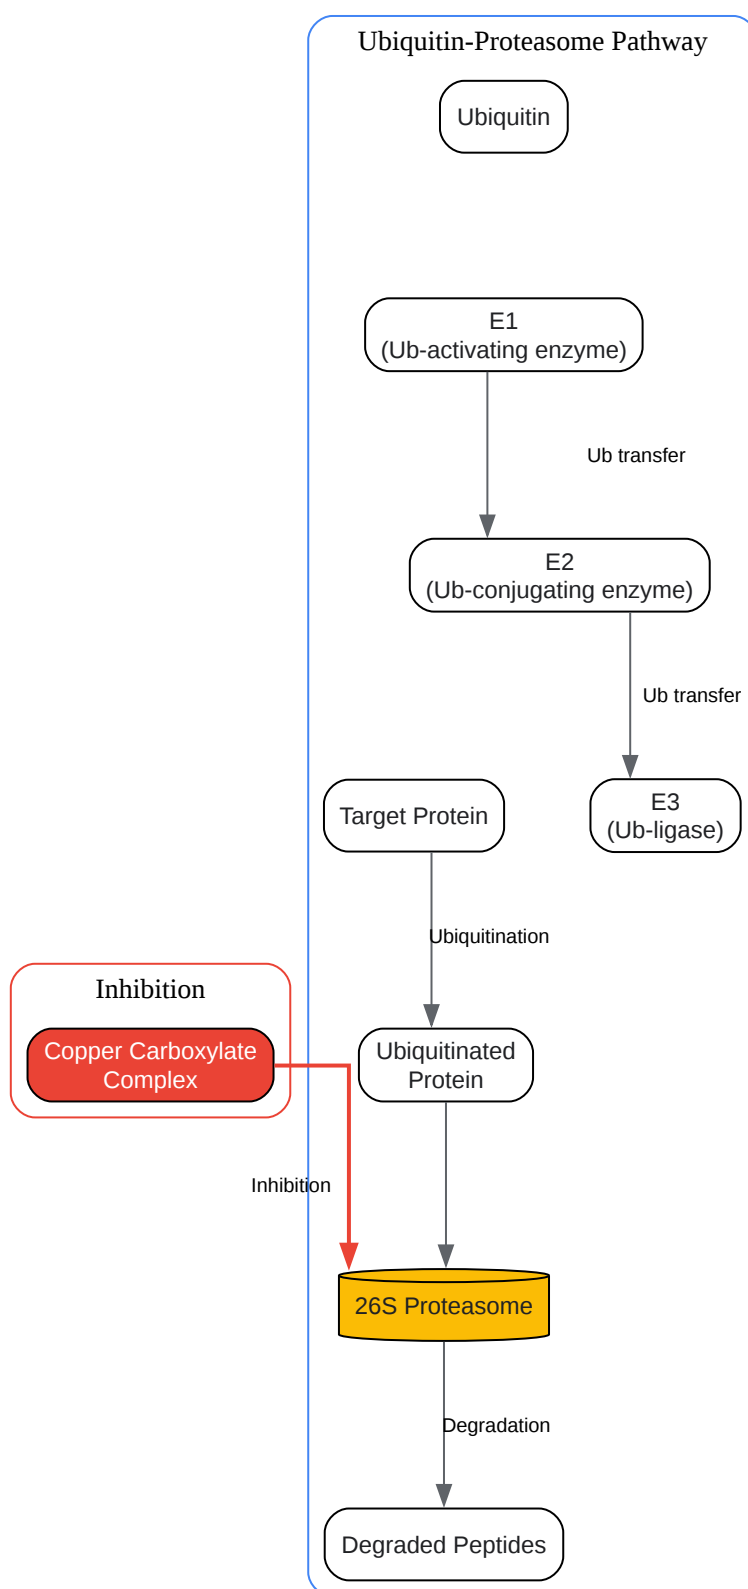 Ubiquitin-Proteasome Pathway
Ubiquitin
E1
(Ub-activating enzyme)
Ub transfer
E2
(Ub-conjugating enzyme)
Ub transfer
Target Protein
E3
(Ub-ligase)
Ubiquitination
Inhibition
Copper Carboxylate
Complex
Ubiquitinated
Protein
Inhibition
26S Proteasome
Degradation
Degraded Peptides